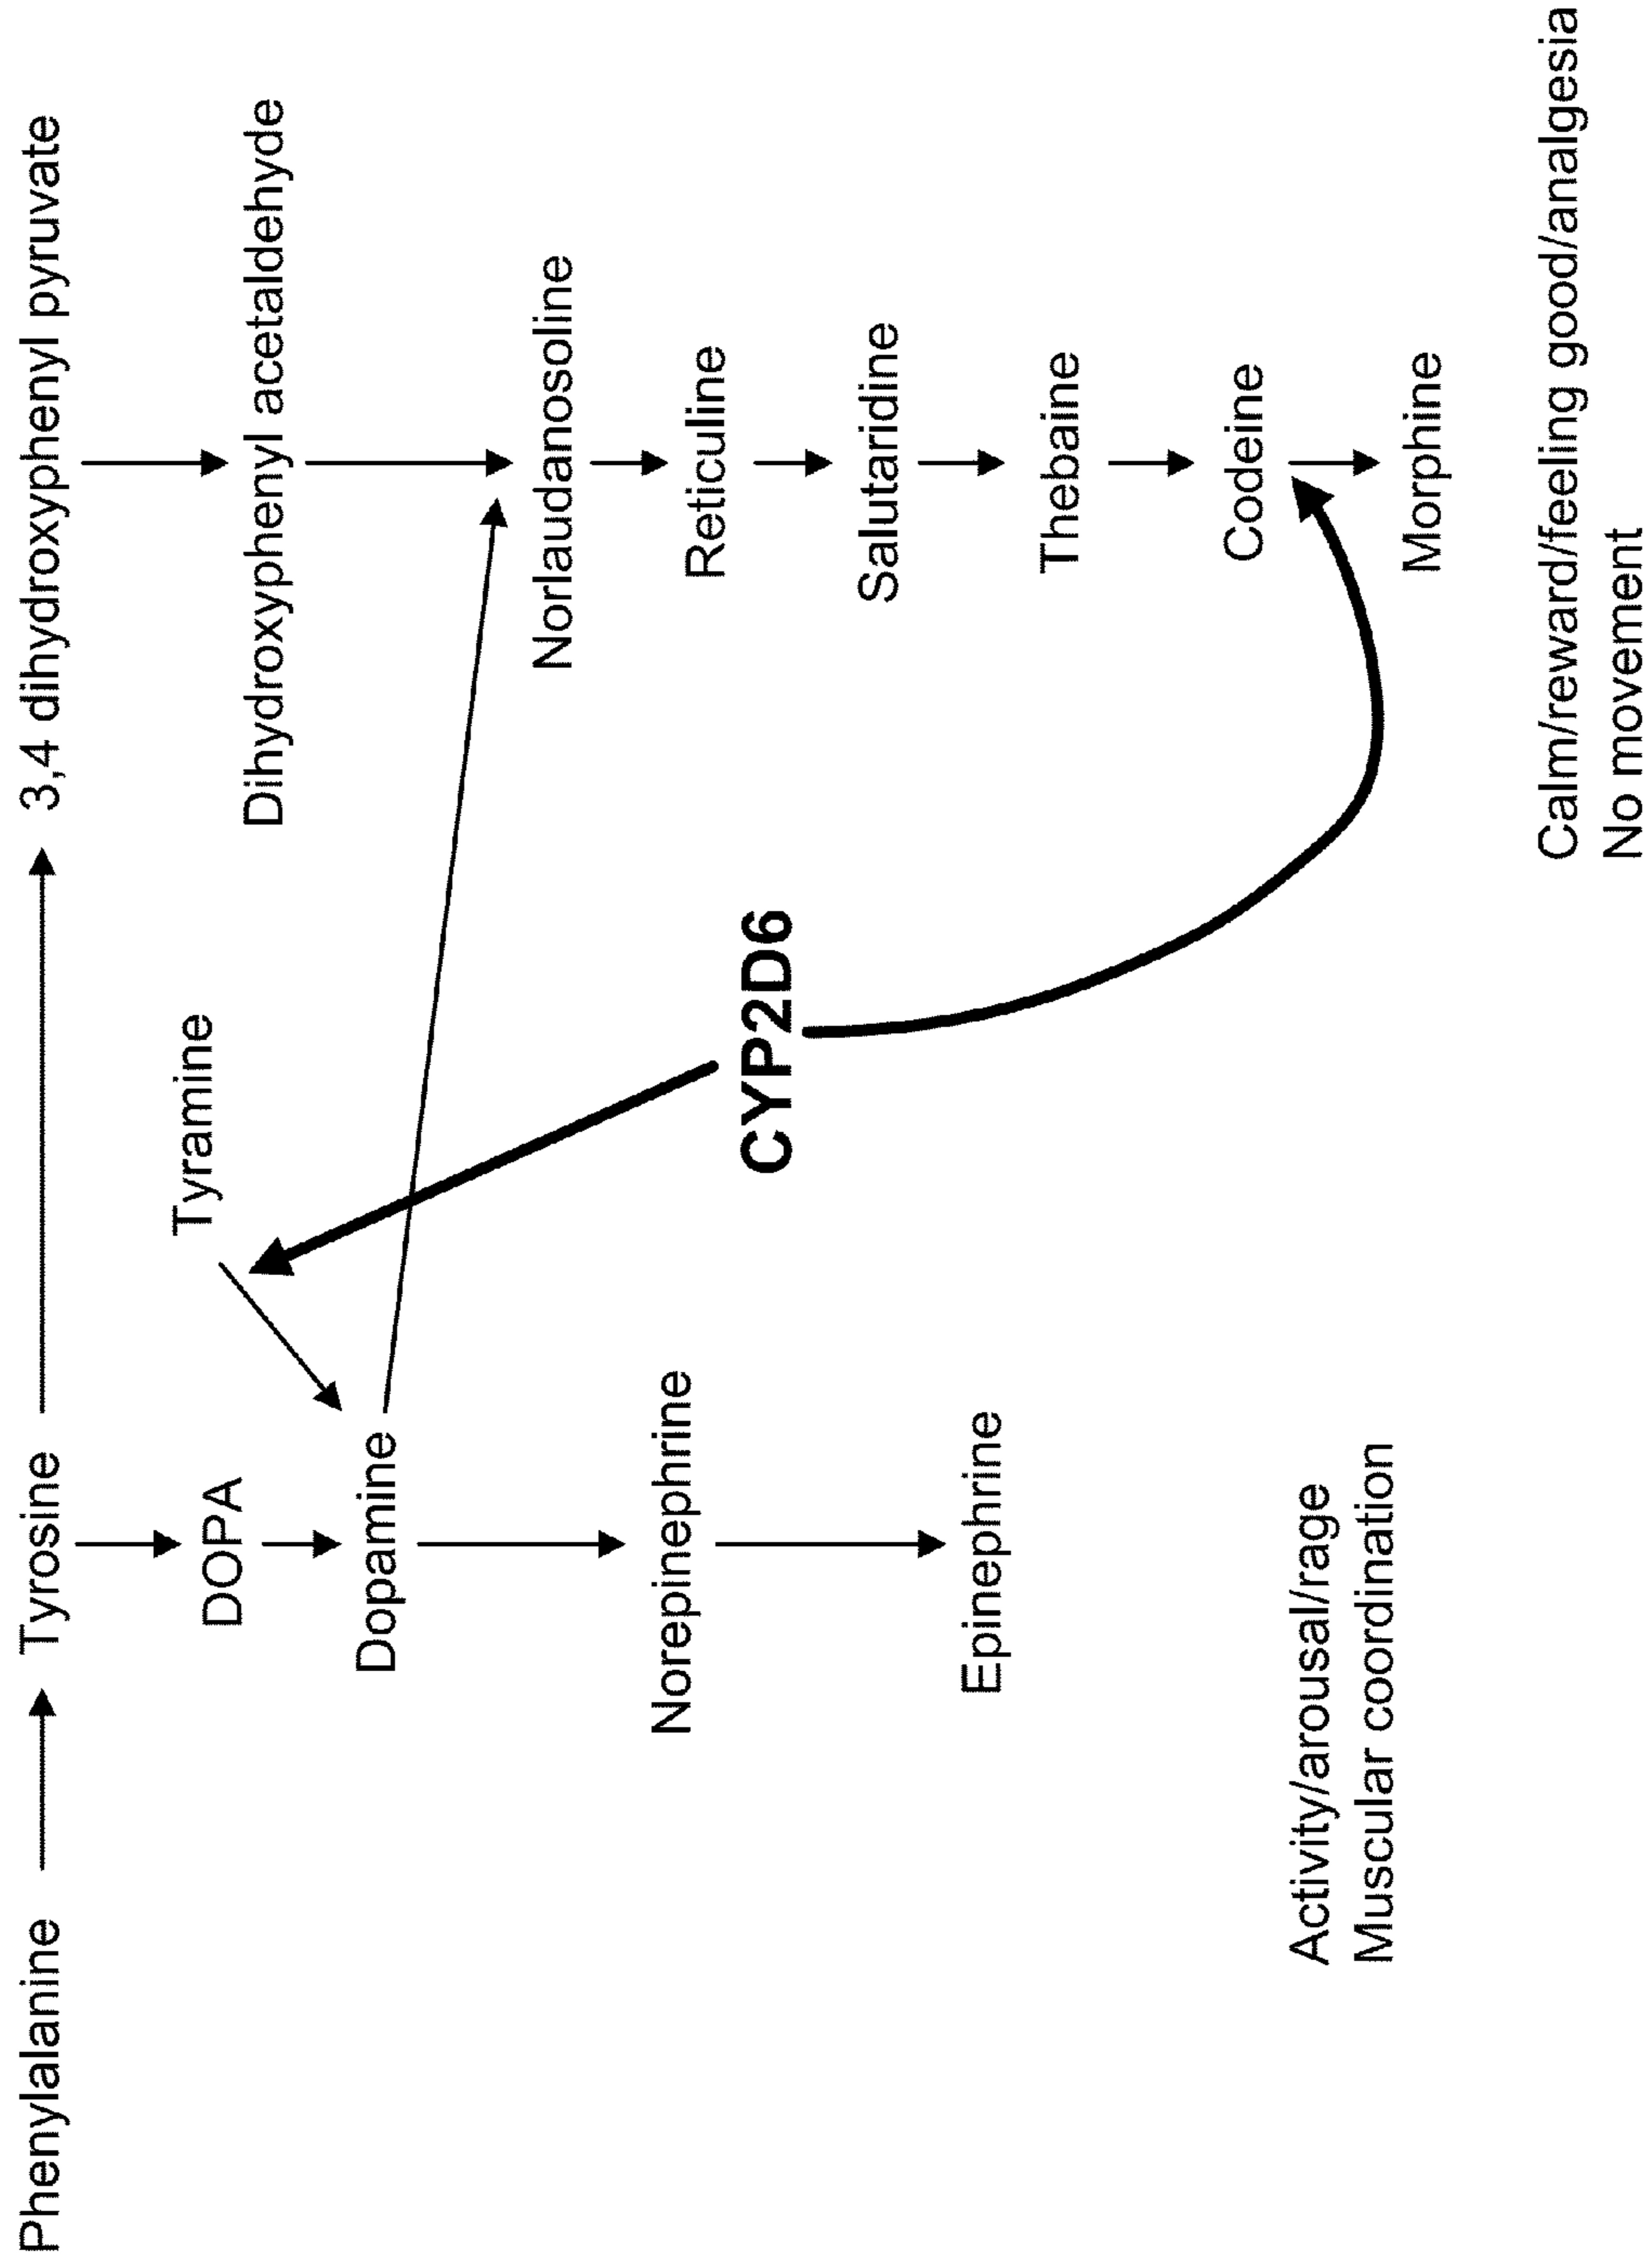 Phenylalanine
Tyrosine
3,4 dihydroxyphenyl pyruvate
Tyramine
DOPA
Dihydroxyphenyl acetaldehyde
Dopamine
Norlaudanosoline
Norepinephrine
Reticuline
CYP2D6
Salutaridine
Epinephrine
Thebaine
Codeine
Morphine
Activity/arousal/rage
Muscular coordination
Calm/reward/feeling good/analgesia
No movement